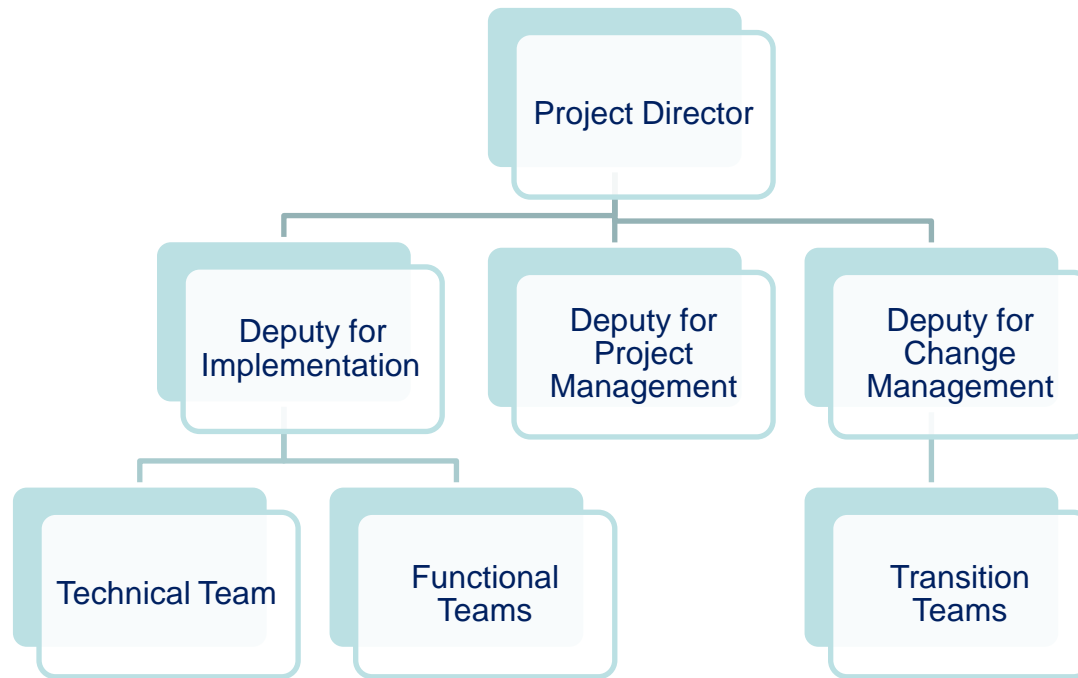 Project Director
Deputy for
Implementation
Deputy for
Project
Management
Deputy for
Change
Management
Technical Team
Functional
Teams
Transition
Teams